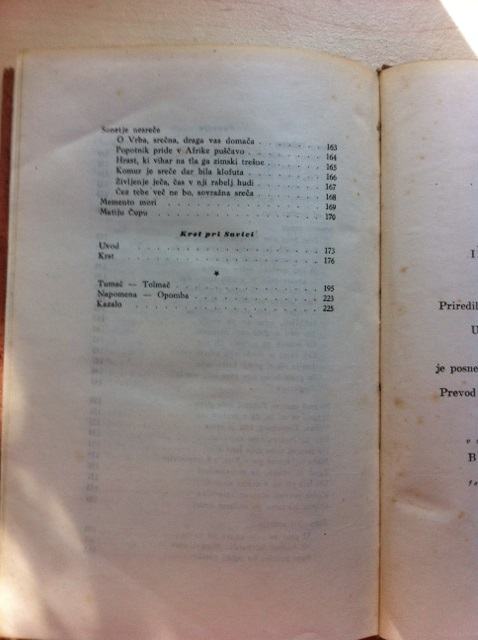 Sonetje nesreče
O Vrba, srečna, draga vas domača . . . . . . . 163
Popotnik pride v Afrike puščavo . . . . . . . 164
Hrast, ki vihar na tla ga zimski trešne . . . . . . . 165
Komur je sreče dar bila klofuta . . . . . . . 166
Življenje ječa, čas v nji rabelj hudi . . . . . . . 167
Čez tebe več ne bo, sovražna sreča . . . . . . . 168
Memento mori . . . . . . . 169
Matiju Čopu . . . . . . . 170
Krst pri Savici
Uvod . . . . . . . 173
Krst . . . . . . . 176
*
Tumač — Tolmač . . . . . . . 195
Napomena — Opomba . . . . . . . 223
Kazalo . . . . . . . 225
I
Priredil
U
je posne
Prevod
B